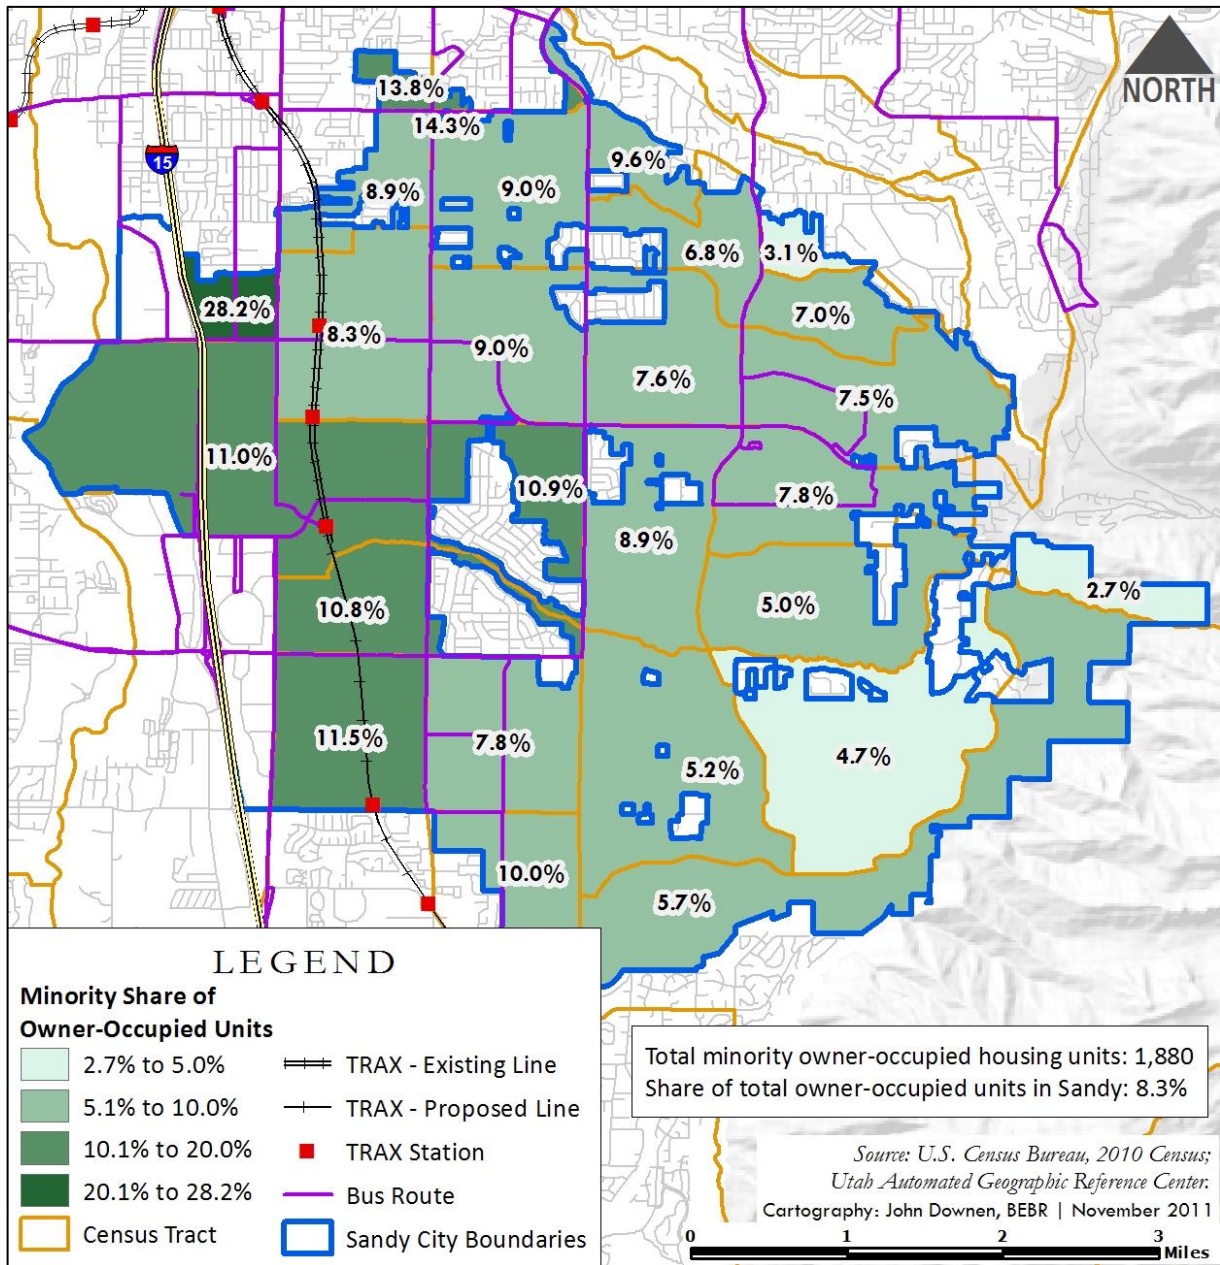 NORTH
13.8%
14.3%
15
9.6%
8.9%
9.0%
6.8%
3.1%
28.2%
7.0%
8.3%
9.0%
7.6%
7.5%
11.0%
10.9%
7.8%
8.9%
2.7%
10.8%
5.0%
11.5%
7.8%
4.7%
5.2%
10.0%
5.7%
LEGEND
Minority Share of
Owner-Occupied Units
2.7% to 5.0%
5.1% to 10.0%
10.1% to 20.0%
20.1% to 28.2%
Census Tract
TRAX - Existing Line
TRAX - Proposed Line
TRAX Station
Bus Route
Sandy City Boundaries
Total minority owner-occupied housing units: 1,880
Share of total owner-occupied units in Sandy: 8.3%
Source: U.S. Census Bureau, 2010 Census;
Utah Automated Geographic Reference Center.
Cartography: John Downen, BEBR | November 2011
0 1 2 3
Miles